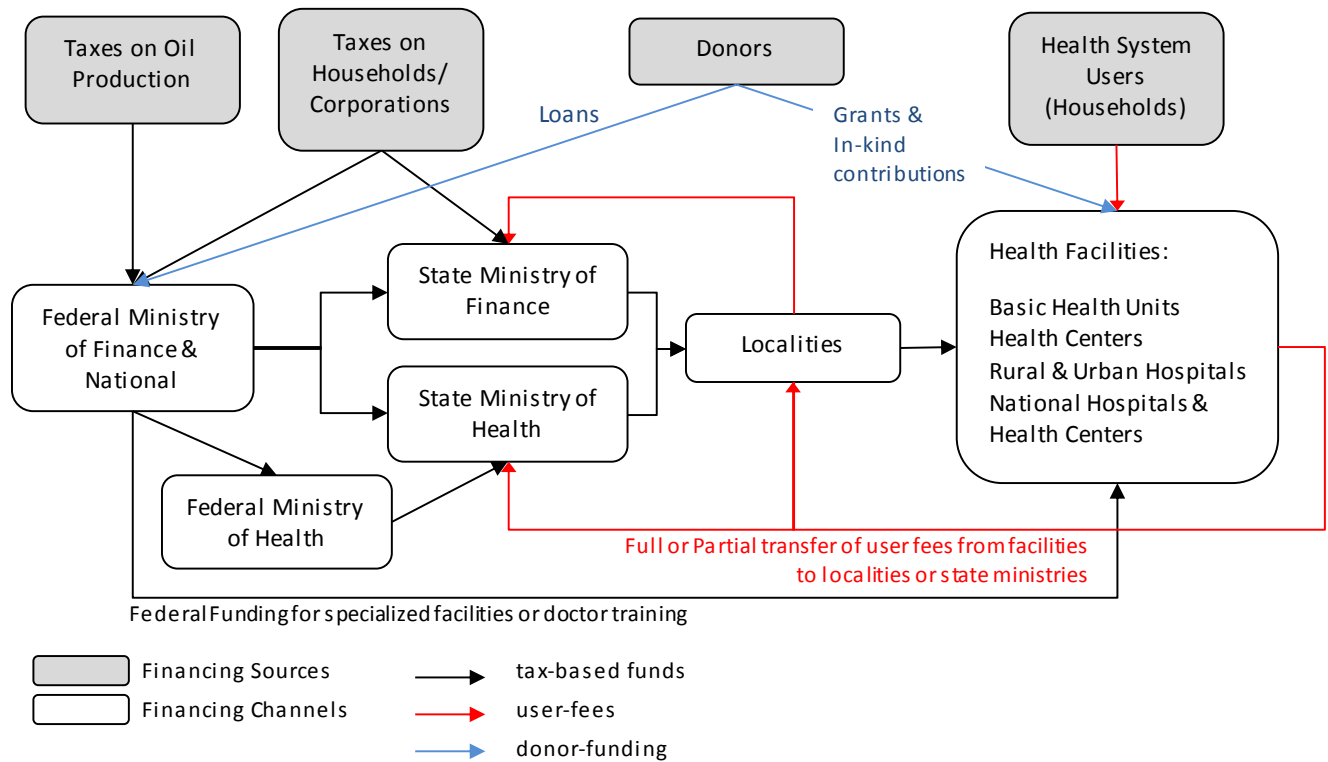 Taxes on Oil
Production
Taxes on
Households/
Corporations
Donors
Health System
Users
(Households)
Loans
Grants &
In-kind
contributions
Federal Ministry
of Finance &
National
State Ministry of
Finance
State Ministry of
Health
Localities
Health Facilities:
Basic Health Units
Health Centers
Rural & Urban Hospitals
National Hospitals &
Health Centers
Federal Ministry
of Health
Full or Partial transfer of user fees from facilities
to localities or state ministries
Federal Funding for specialized facilities or doctor training
Financing Sources
tax-based funds
Financing Channels
user-fees
donor-funding